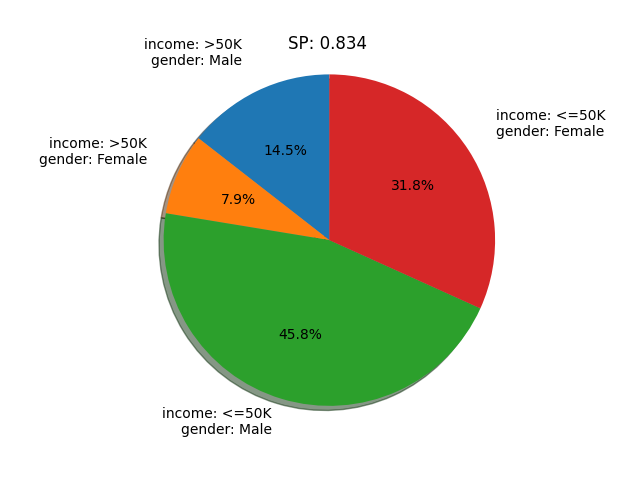 SP: 0.834
income: >50K
gender: Male
14.5%
income: >50K
gender: Female
7.9%
income: <=50K
gender: Male
45.8%
income: <=50K
gender: Female
31.8%